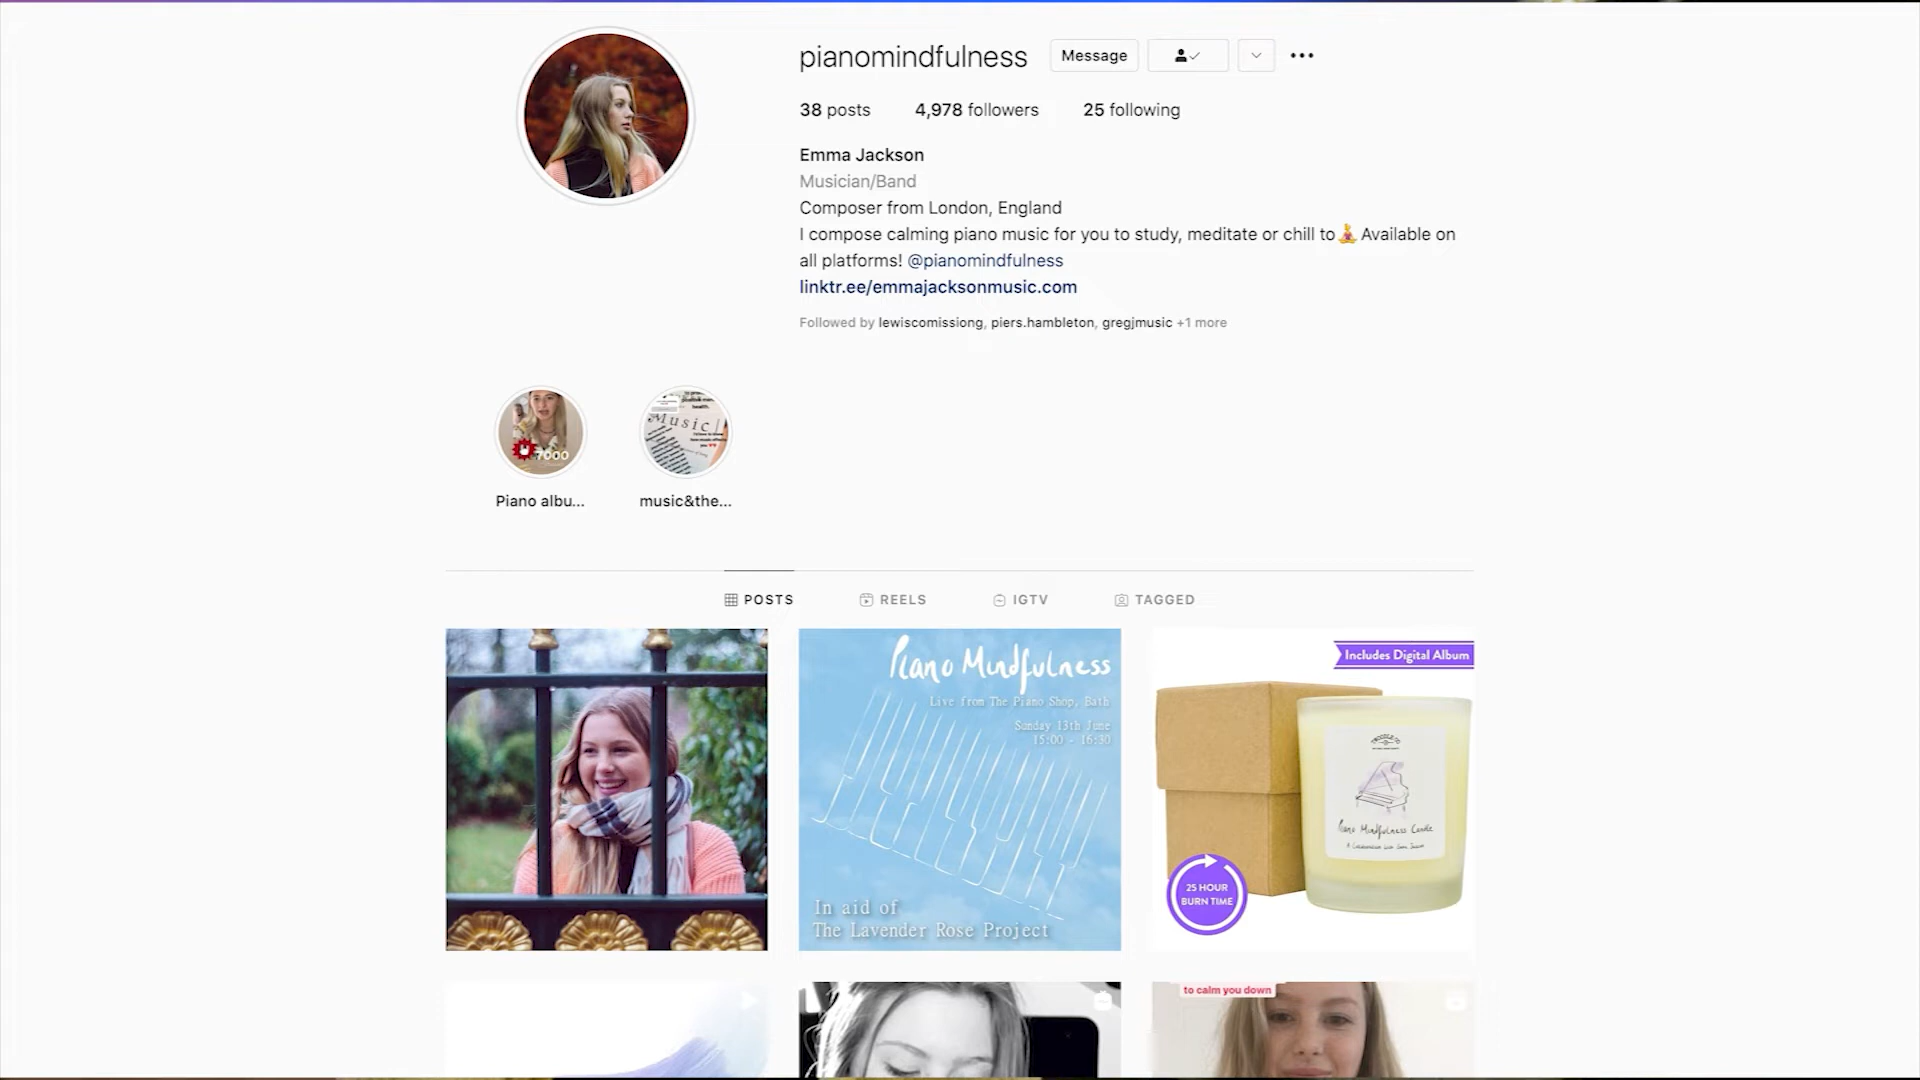 pianomindfulness
Message
38 posts
4,978 followers
25 following
Emma Jackson
Musician/Band
Composer from London, England
I compose calming piano music for you to study, meditate or chill to🧘Available on
all platforms! @pianomindfulness
linktr.ee/emmajacksonmusic.com
Followed by lewiscomissiong, piers.hambleton, gregjmusic +1 more
7000
health.
Music
Piano albu...
music&the...
POSTS
REELS
IGTV
TAGGED
Piano Mindfulness
Live from The Piano Shop, Bath
Sunday 13th June
15:00 - 16:30
In aid of
The Lavender Rose Project
Includes Digital Album
Piano Mindfulness Candle
25 HOUR
BURN TIME
to calm you down